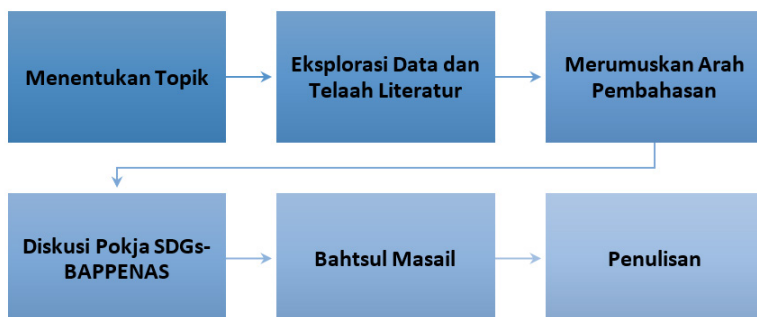 Menentukan Topik
Eksplorasi Data dan
Telaah Literatur
Merumuskan Arah
Pembahasan
Diskusi Pokja SDGs-
BAPPENAS
Bahtsul Masail
Penulisan